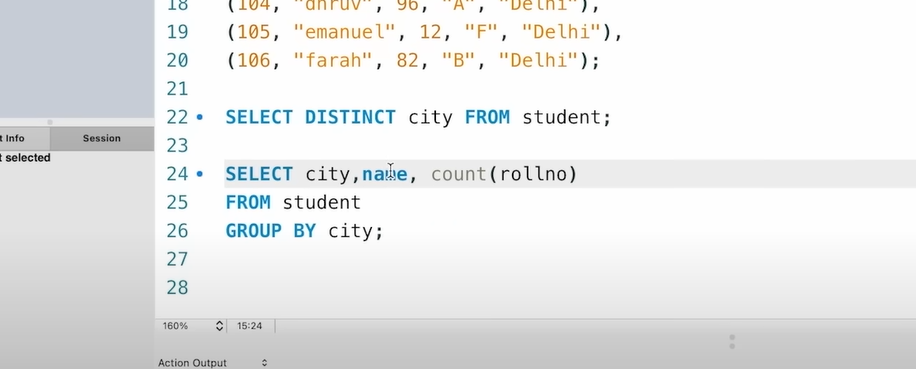 18 (104, "dhruv", 96, "A", "Delhi"),
19 (105, "emanuel", 12, "F", "Delhi"),
20 (106, "farah", 82, "B", "Delhi");
21
22 SELECT DISTINCT city FROM student;
23
24 SELECT city,name, count(rollno)
25 FROM student
26 GROUP BY city;
27
28
t Info Session
t selected
160% 15:24
Action Output